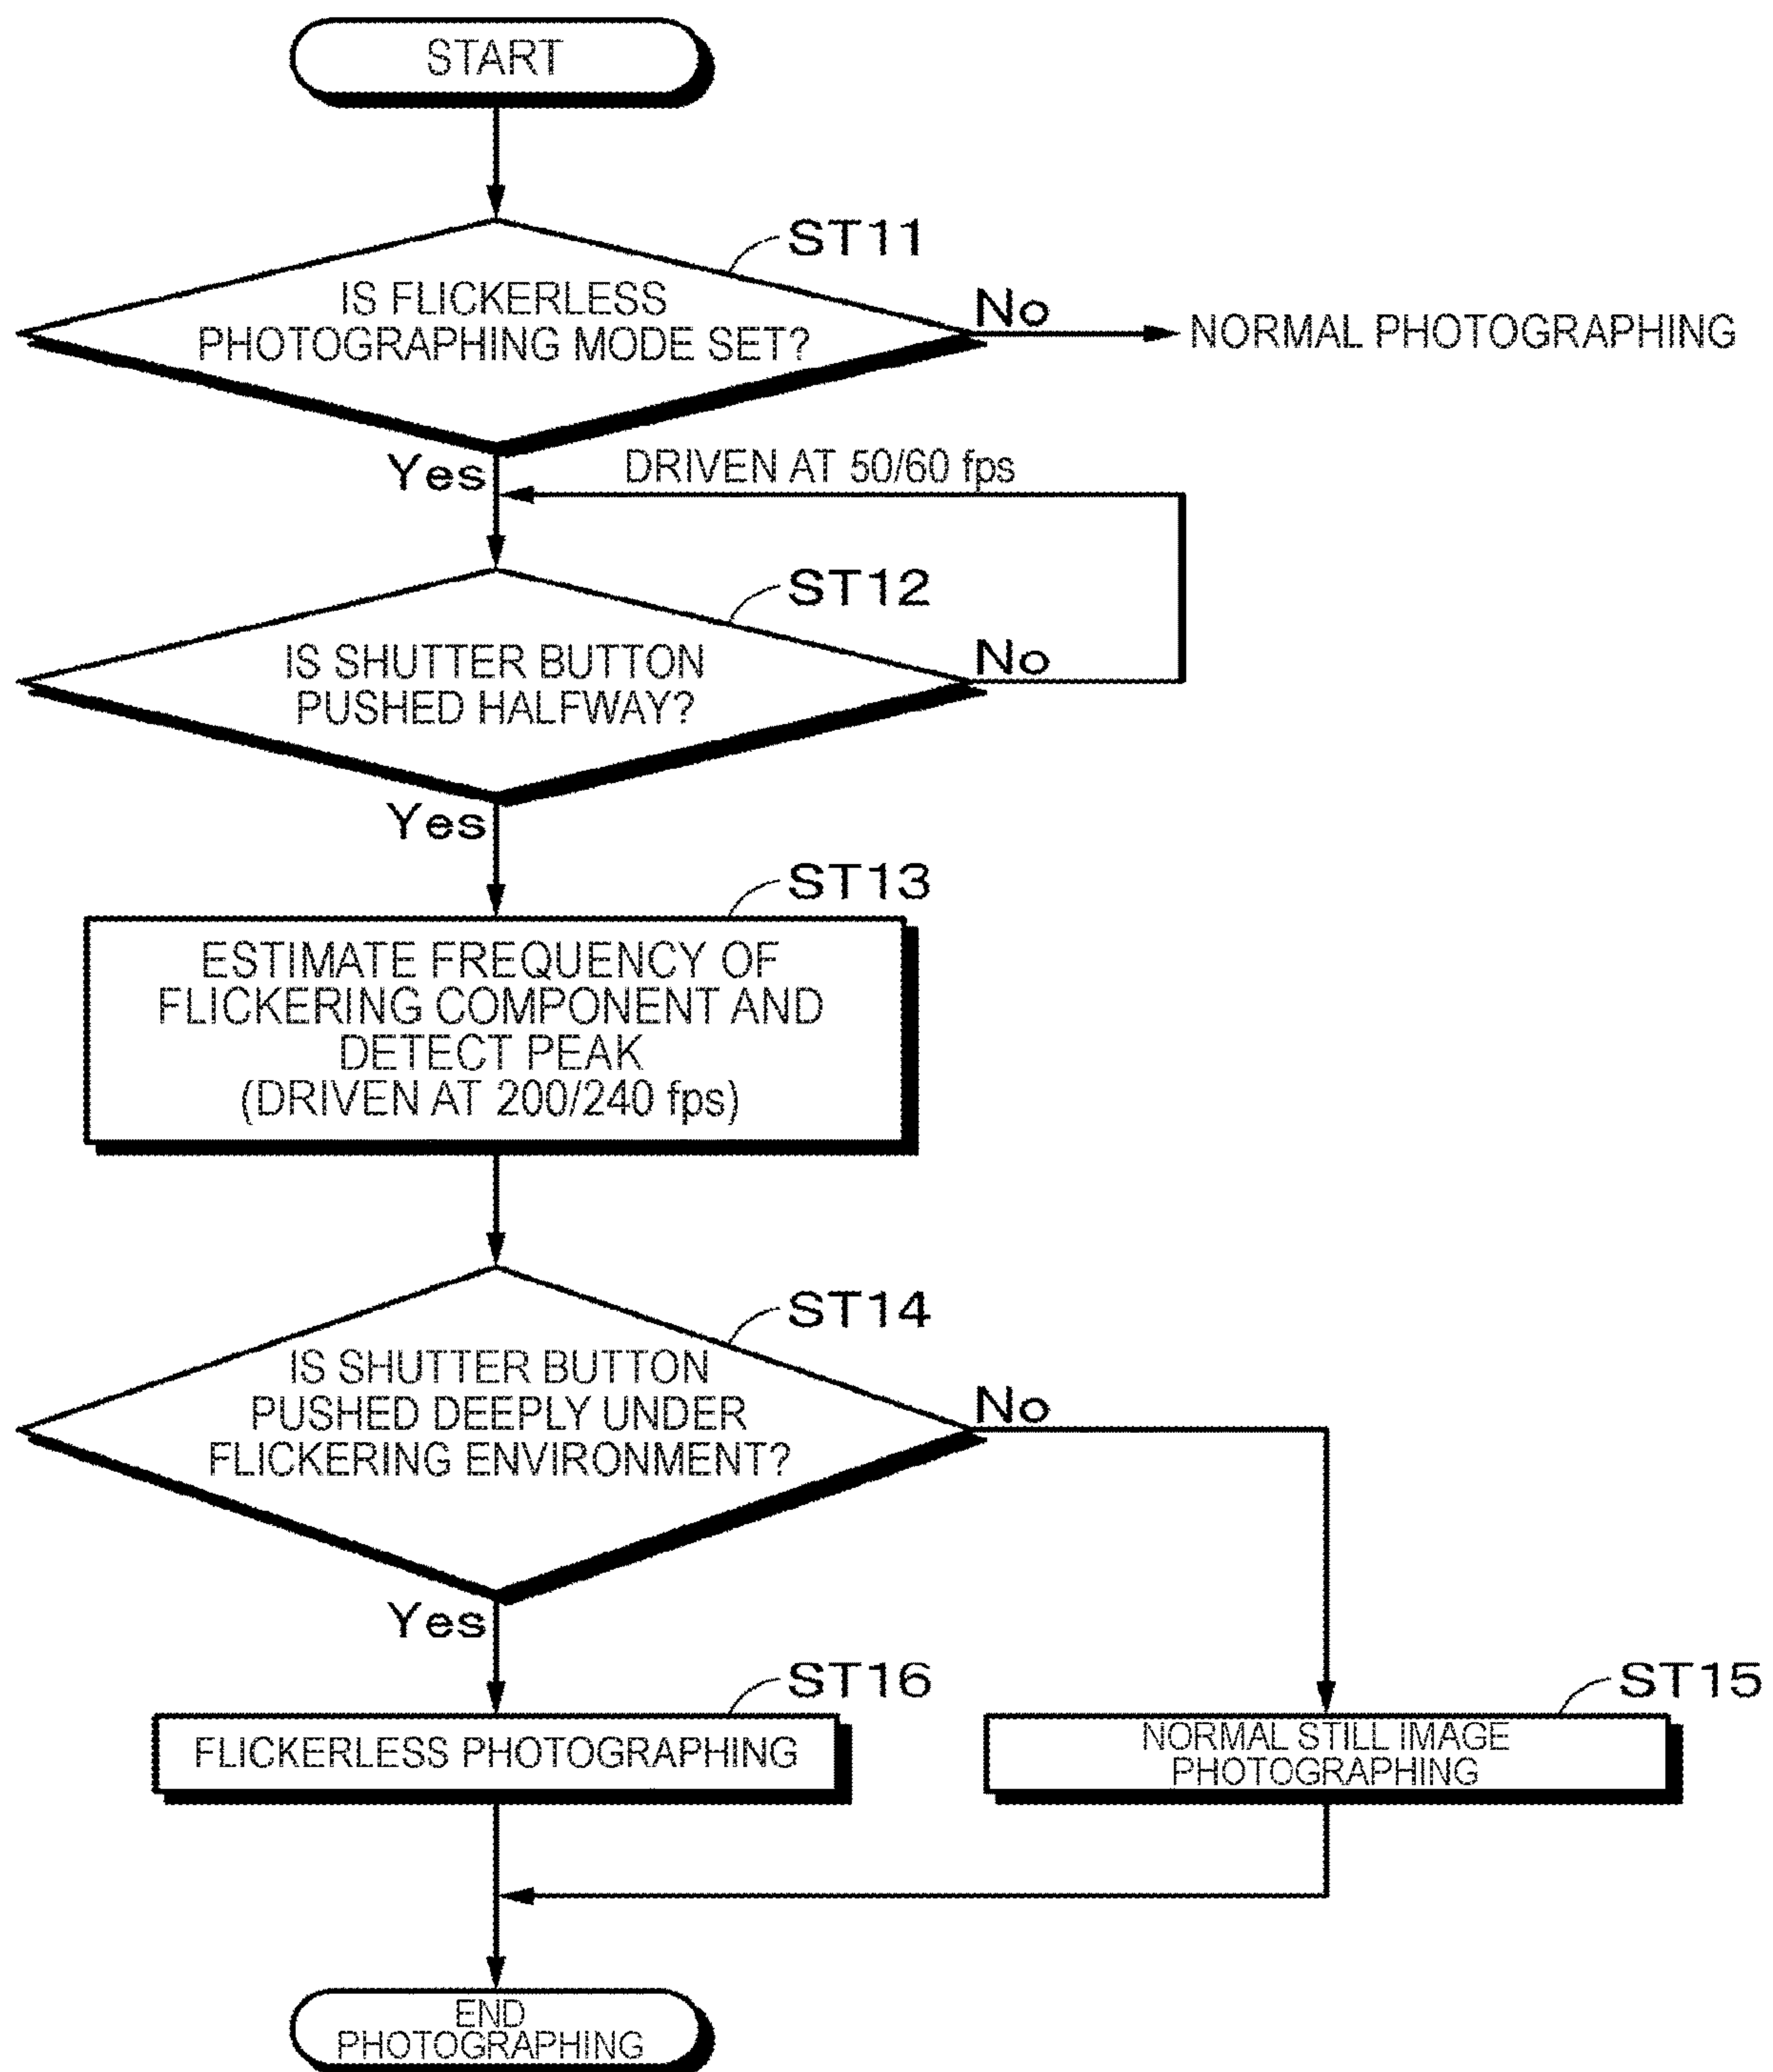 START
ST11
IS FLICKERLESS
PHOTOGRAPHING MODE SET?
No
NORMAL PHOTOGRAPHING
Yes
DRIVEN AT 50/60 fps
ST12
IS SHUTTER BUTTON
PUSHED HALFWAY?
No
Yes
ST13
ESTIMATE FREQUENCY OF
FLICKERING COMPONENT AND
DETECT PEAK
(DRIVEN AT 200/240 fps)
ST14
IS SHUTTER BUTTON
PUSHED DEEPLY UNDER
FLICKERING ENVIRONMENT?
No
Yes
ST16
FLICKERLESS PHOTOGRAPHING
ST15
NORMAL STILL IMAGE
PHOTOGRAPHING
END
PHOTOGRAPHING